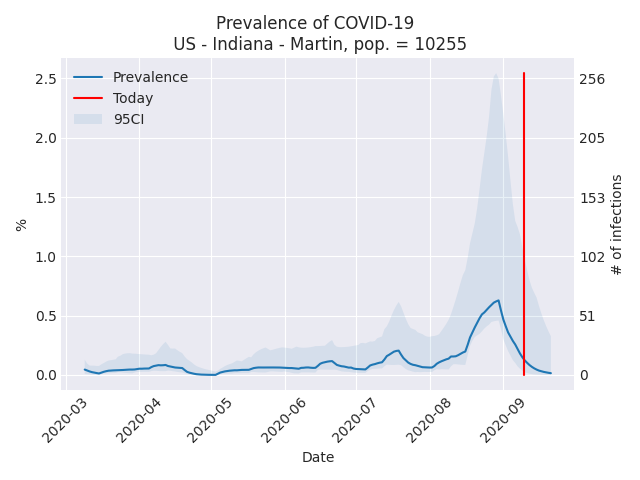 Prevalence of COVID-19
US - Indiana - Martin, pop. = 10255
Prevalence
Today
95CI
%
2.5
2.0
1.5
1.0
0.5
0.0
256
205
153
102
51
0
# of infections
2020-03
2020-04
2020-05
2020-06
2020-07
2020-08
2020-09
Date